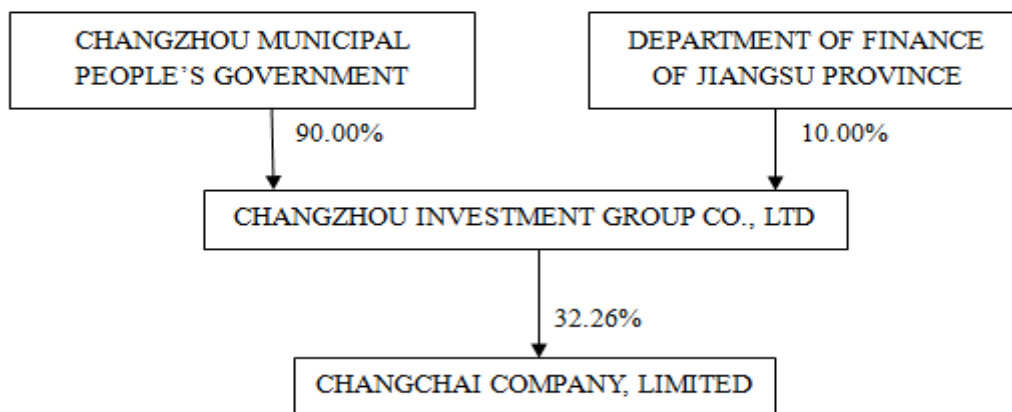 CHANGZHOU MUNICIPAL
PEOPLE’S GOVERNMENT
DEPARTMENT OF FINANCE
OF JIANGSU PROVINCE
90.00%
10.00%
CHANGZHOU INVESTMENT GROUP CO., LTD
32.26%
CHANGCHAI COMPANY, LIMITED